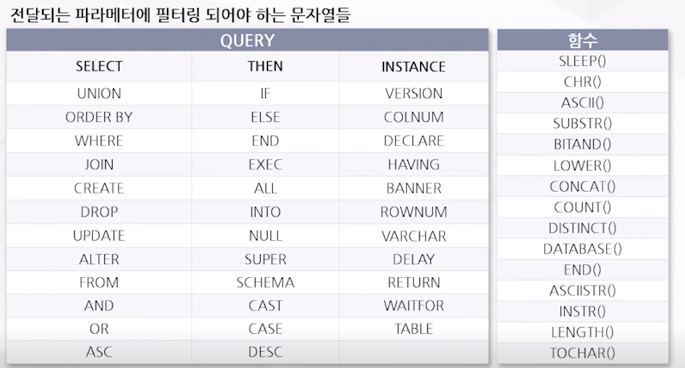 전달되는 파라메터에 필터링 되어야 하는 문자열들
QUERY
SELECT THEN INSTANCE
UNION IF VERSION
ORDER BY ELSE COLNUM
WHERE END DECLARE
JOIN EXEC HAVING
CREATE ALL BANNER
DROP INTO ROWNUM
UPDATE NULL VARCHAR
ALTER SUPER DELAY
FROM SCHEMA RETURN
AND CAST WAITFOR
OR CASE TABLE
ASC DESC
함수
SLEEP()
CHR()
ASCII()
SUBSTR()
BITAND()
LOWER()
CONCAT()
COUNT()
DISTINCT()
DATABASE()
END()
ASCIISTR()
INSTR()
LENGTH()
TOCHAR()